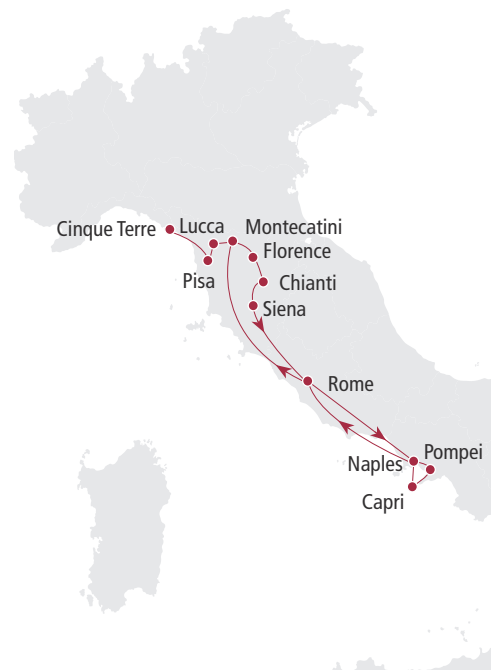 Cinque Terre
Lucca
Montecatini
Florence
Pisa
Chianti
Siena
Rome
Pompei
Naples
Capri